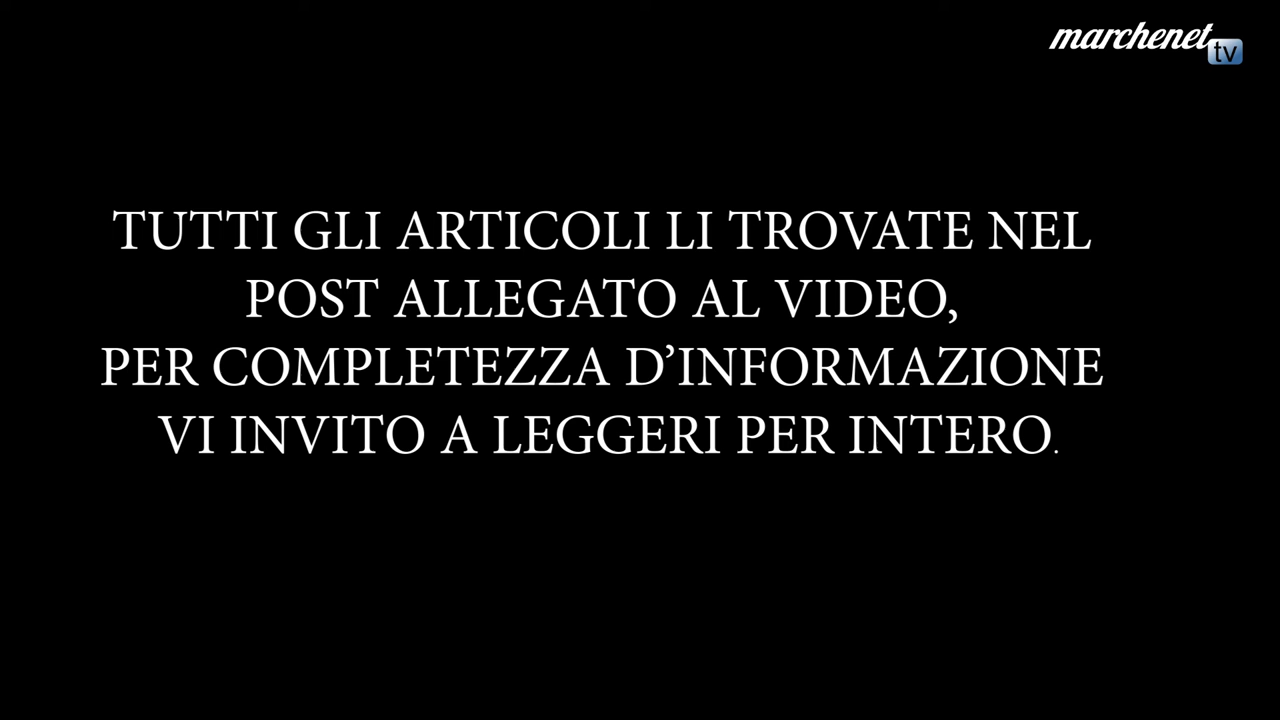 marchenet tv
TUTTI GLI ARTICOLI LI TROVATE NEL
POST ALLEGATO AL VIDEO,
PER COMPLETEZZA D’INFORMAZIONE
VI INVITO A LEGGERI PER INTERO.